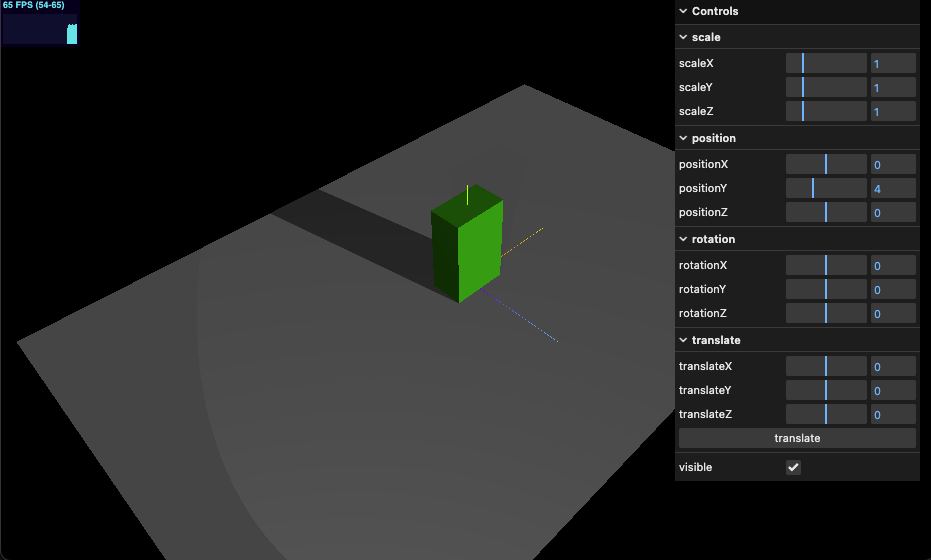 65 FPS (54-65)
Controls
scale
scaleX 1
scaleY 1
scaleZ 1
position
positionX 0
positionY 4
positionZ 0
rotation
rotationX 0
rotationY 0
rotationZ 0
translate
translateX 0
translateY 0
translateZ 0
translate
visible